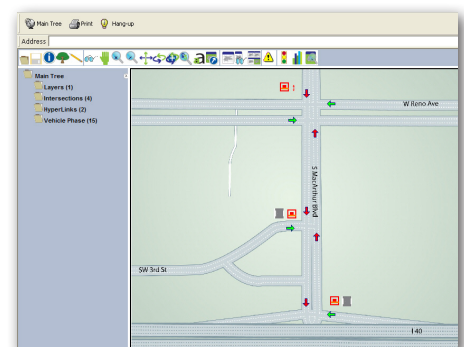 Main Tree Print Hang-up
Address
Main Tree
Layers (1)
Intersections (4)
HyperLinks (2)
Vehicle Phase (15)
W Reno Ave
S MacArthur Blvd
SW 3rd St
I 40